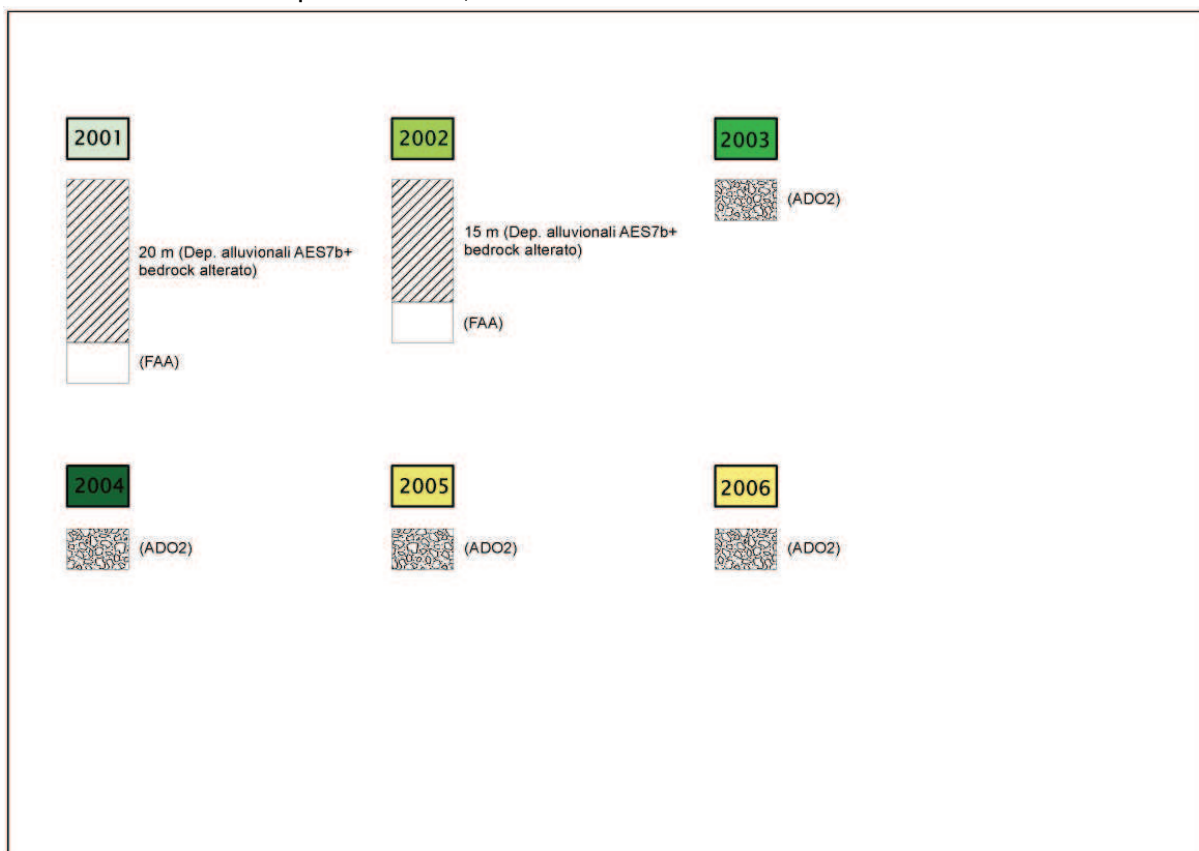 2001
2002
2003
20 m (Dep. alluvionali AES7b+
bedrock alterato)
(FAA)
15 m (Dep. alluvionali AES7b+
bedrock alterato)
(FAA)
(ADO2)
2004
2005
2006
(ADO2)
(ADO2)
(ADO2)